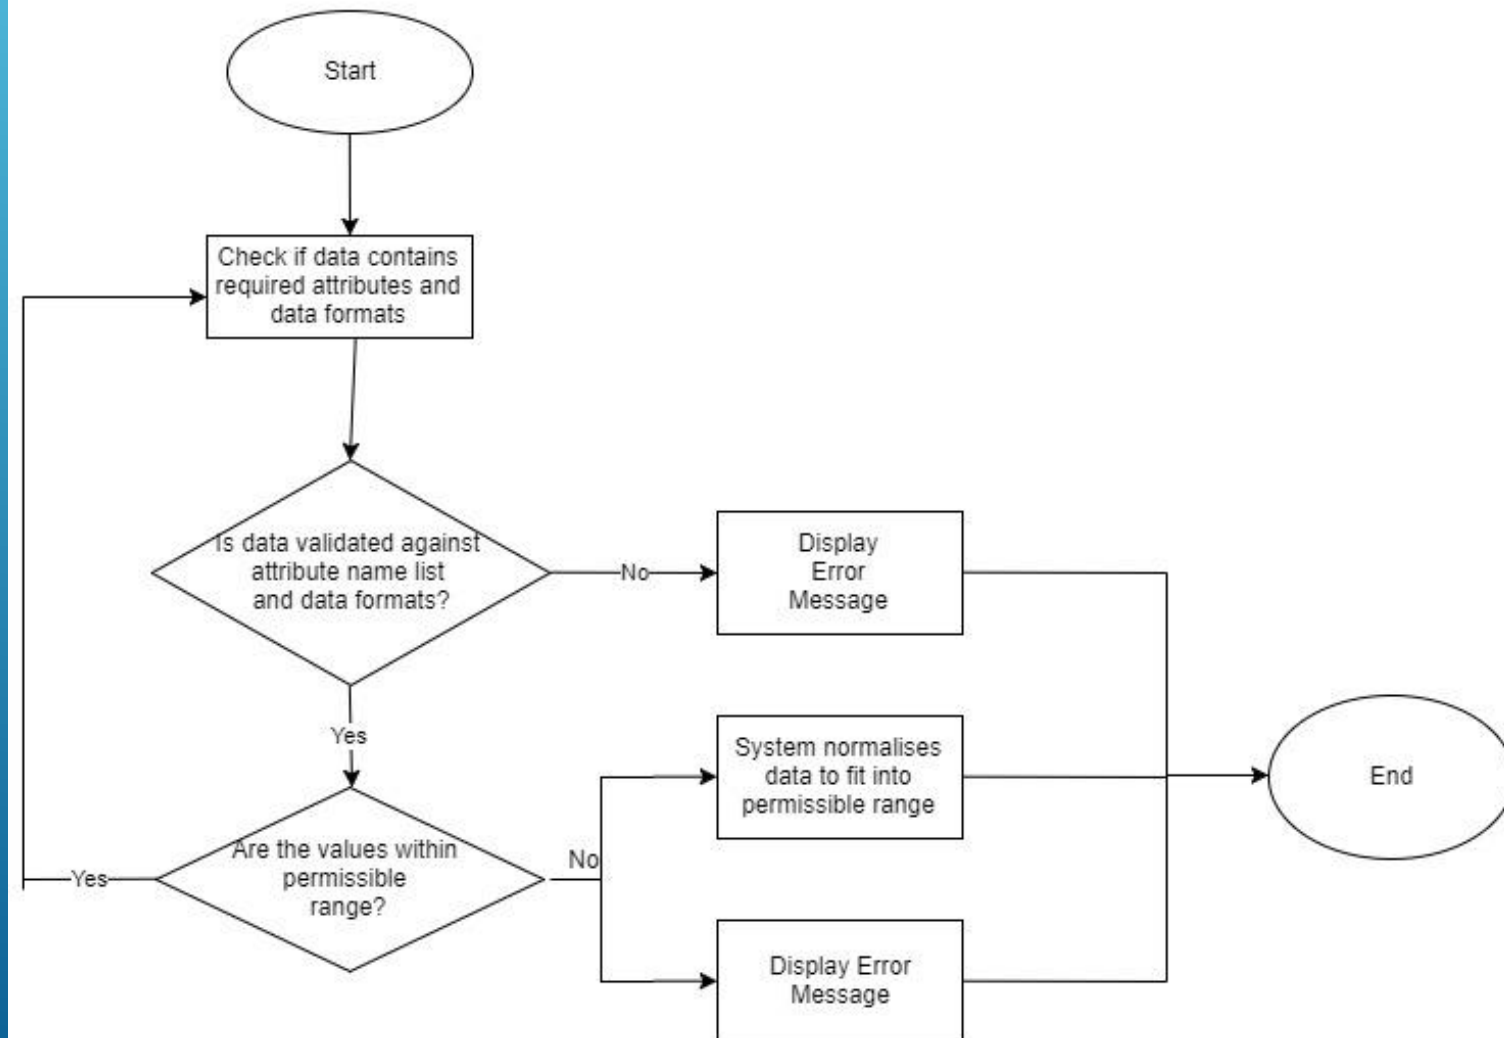 Start
Check if data contains
required attributes and
data formats
Is data validated against
attribute name list
and data formats?
No
Display
Error
Message
Yes
System normalises
data to fit into
permissible range
End
Are the values within
permissible
range?
Yes
No
Display Error
Message